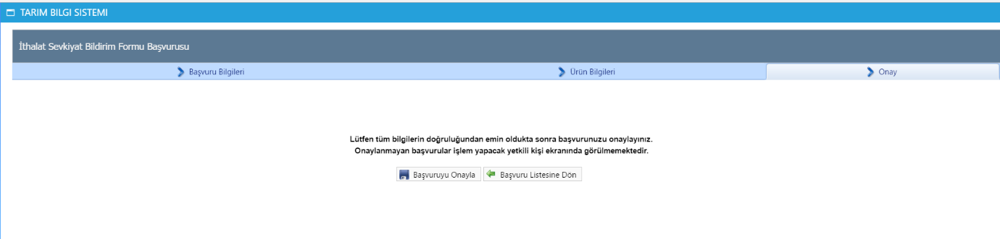 TARIM BILGI SISTEMI
İthalat Sevkiyat Bildirim Formu Başvurusu
Başvuru Bilgileri
Ürün Bilgileri
Onay
Lütfen tüm bilgilerin doğruluğundan emin oldukta sonra başvurunuzu onaylayınız.
Onaylanmayan başvurular işlem yapacak yetkili kişi ekranında görülmemektedir.
Başvuruyu Onayla
Başvuru Listesine Dön